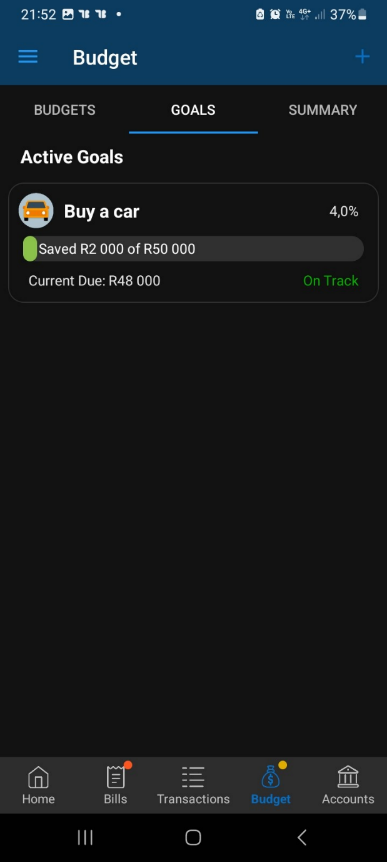 21:52 37%
Budget
BUDGETS GOALS SUMMARY
Active Goals
Buy a car 4,0%
Saved R2 000 of R50 000
Current Due: R48 000 On Track
Home Bills Transactions Budget Accounts